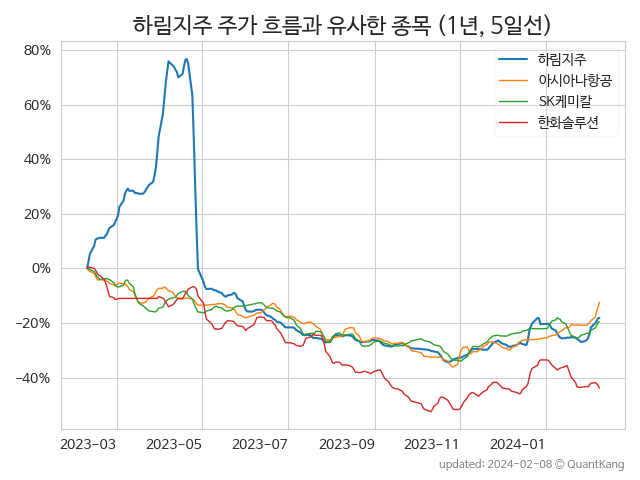 하림지주 주가 흐름과 유사한 종목 (1년, 5일선)
하림지주
아시아나항공
SK케미칼
한화솔루션
80%
60%
40%
20%
0%
−20%
−40%
2023-03 2023-05 2023-07 2023-09 2023-11 2024-01
updated: 2024-02-08 © QuantKang